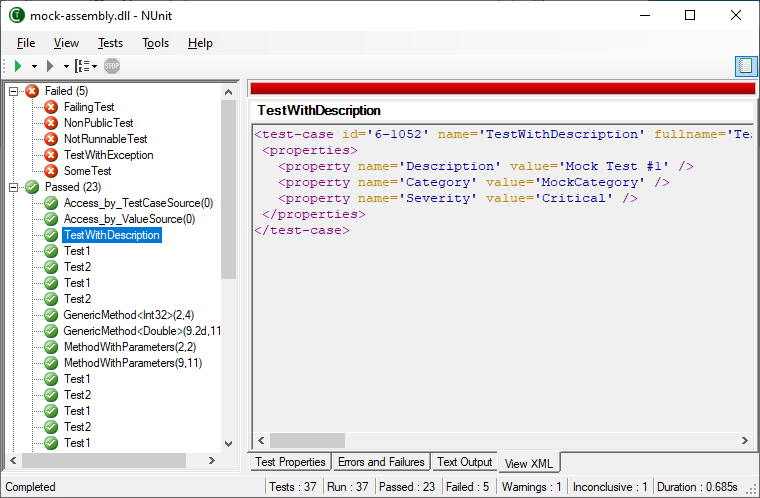 mock-assembly.dll - NUnit
File View Tests Tools Help
STOP
Failed (5)
FailingTest
NonPublicTest
NotRunnableTest
TestWithException
SomeTest
Passed (23)
Access_by_TestCaseSource(0)
Access_by_ValueSource(0)
TestWithDescription
Test1
Test2
Test1
Test2
GenericMethod<Int32>(2,4)
GenericMethod<Double>(9.2d,11
MethodWithParameters(2,2)
MethodWithParameters(9,11)
Test1
Test2
Test1
Test2
Test1
TestWithDescription
<test-case id='6-1052' name='TestWithDescription' fullname='Te
<properties>
<property name='Description' value='Mock Test #1' />
<property name='Category' value='MockCategory' />
<property name='Severity' value='Critical' />
</properties>
</test-case>
Test Properties Errors and Failures Text Output View XML
Completed Tests : 37 Run : 37 Passed : 23 Failed : 5 Warnings : 1 Inconclusive : 1 Duration : 0.685s